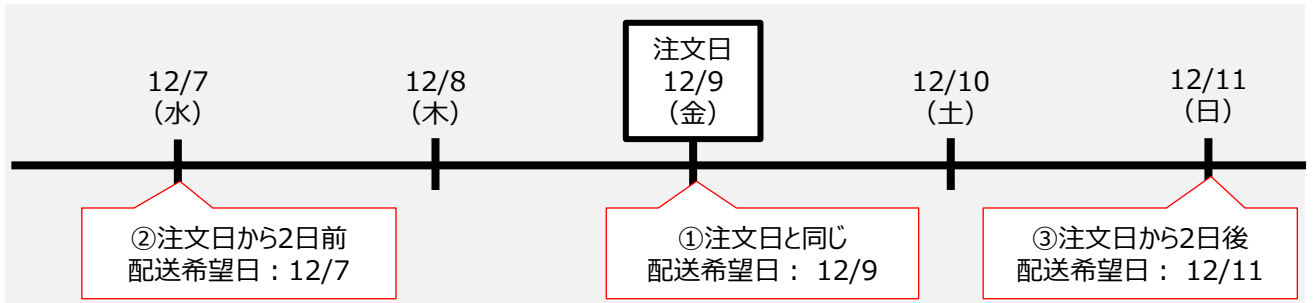 12/7
（水）
12/8
（木）
注文日
12/9
（金）
12/10
（土）
12/11
（日）
②注文日から2日前
配送希望日：12/7
①注文日と同じ
配送希望日： 12/9
③注文日から2日後
配送希望日： 12/11